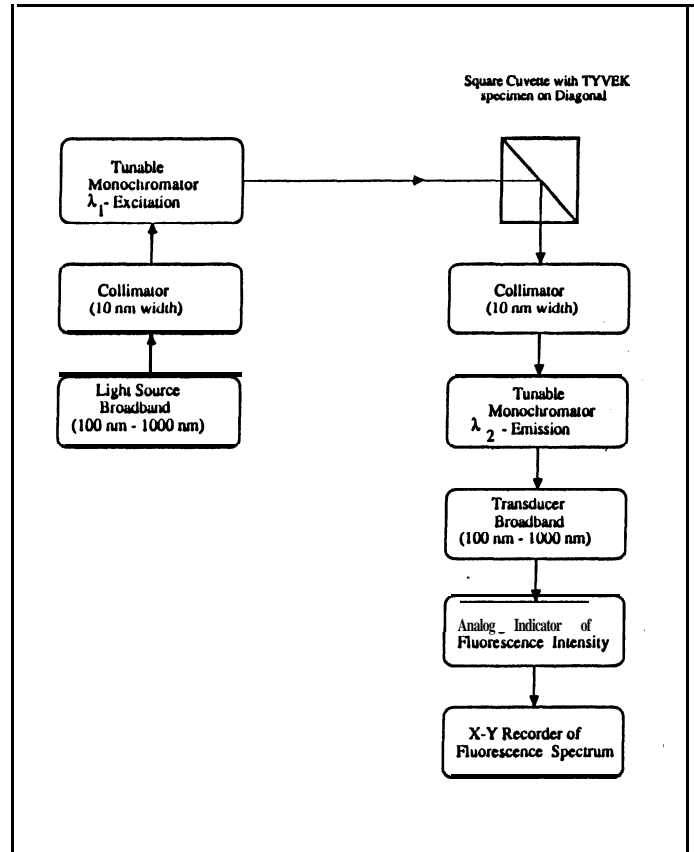 Square Cuvette with TYVEK
specimen on Diagonal
Tunable
Monochromator
λ1- Excitation
Collimator
(10 nm width)
Light Source
Broadband
(100 nm - 1000 nm)
Collimator
(10 nm width)
Tunable
Monochromator
λ2 - Emission
Transducer
Broadband
(100 nm - 1000 nm)
Analog Indicator of
Fluorescence Intensity
X-Y Recorder of
Fluorescence Spectrum